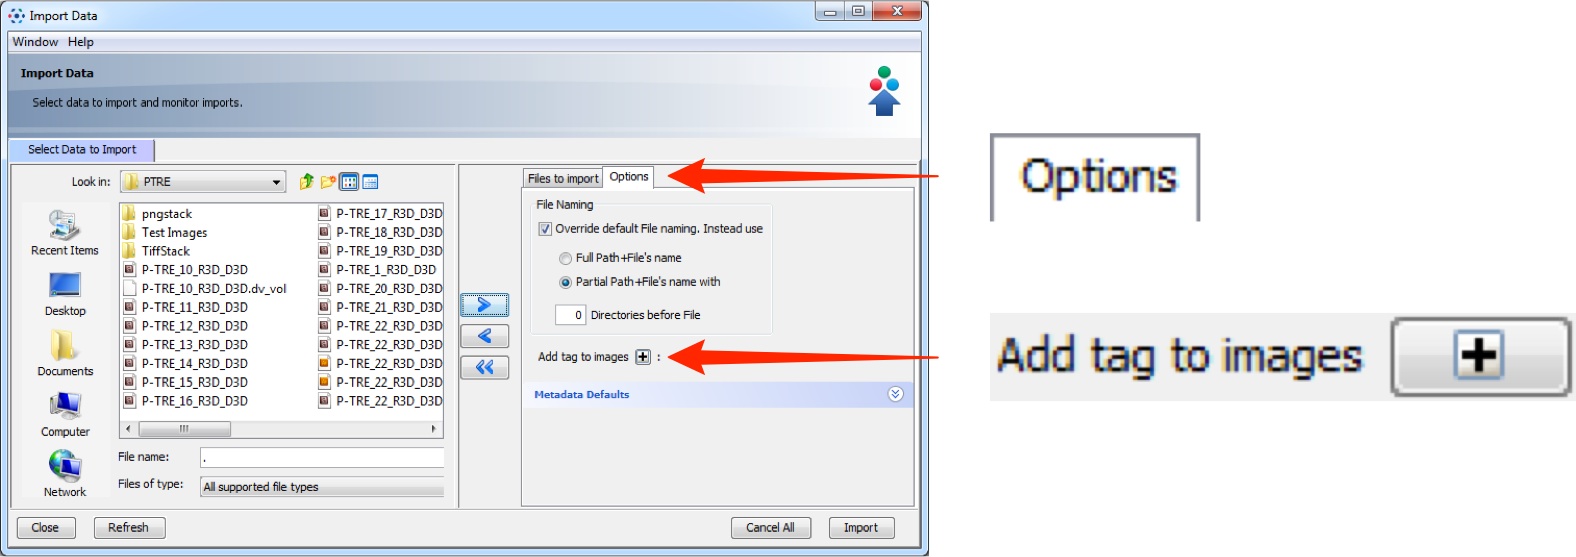 Import Data
Window Help
Import Data
Select data to import and monitor imports.
Select Data to Import
Look in: PTRE
Recent Items
Desktop
Documents
Computer
Network
pngstack
Test Images
TiffStack
P-TRE_10_R3D_D3D
P-TRE_10_R3D_D3D.dv_vol
P-TRE_11_R3D_D3D
P-TRE_12_R3D_D3D
P-TRE_13_R3D_D3D
P-TRE_14_R3D_D3D
P-TRE_15_R3D_D3D
P-TRE_16_R3D_D3D
P-TRE_17_R3D_D3D
P-TRE_18_R3D_D3D
P-TRE_19_R3D_D3D
P-TRE_1_R3D_D3D
P-TRE_20_R3D_D3D
P-TRE_21_R3D_D3D
P-TRE_22_R3D_D3D
P-TRE_22_R3D_D3D
P-TRE_22_R3D_D3D
P-TRE_22_R3D_D3D
P-TRE_22_R3D_D3D
File name: .
Files of type: All supported file types
Files to import Options
File Naming
Override default File naming. Instead use
Full Path+File's name
Partial Path+File's name with
0 Directories before File
Add tag to images + :
Metadata Defaults
Close Refresh Cancel All Import
Options
Add tag to images +